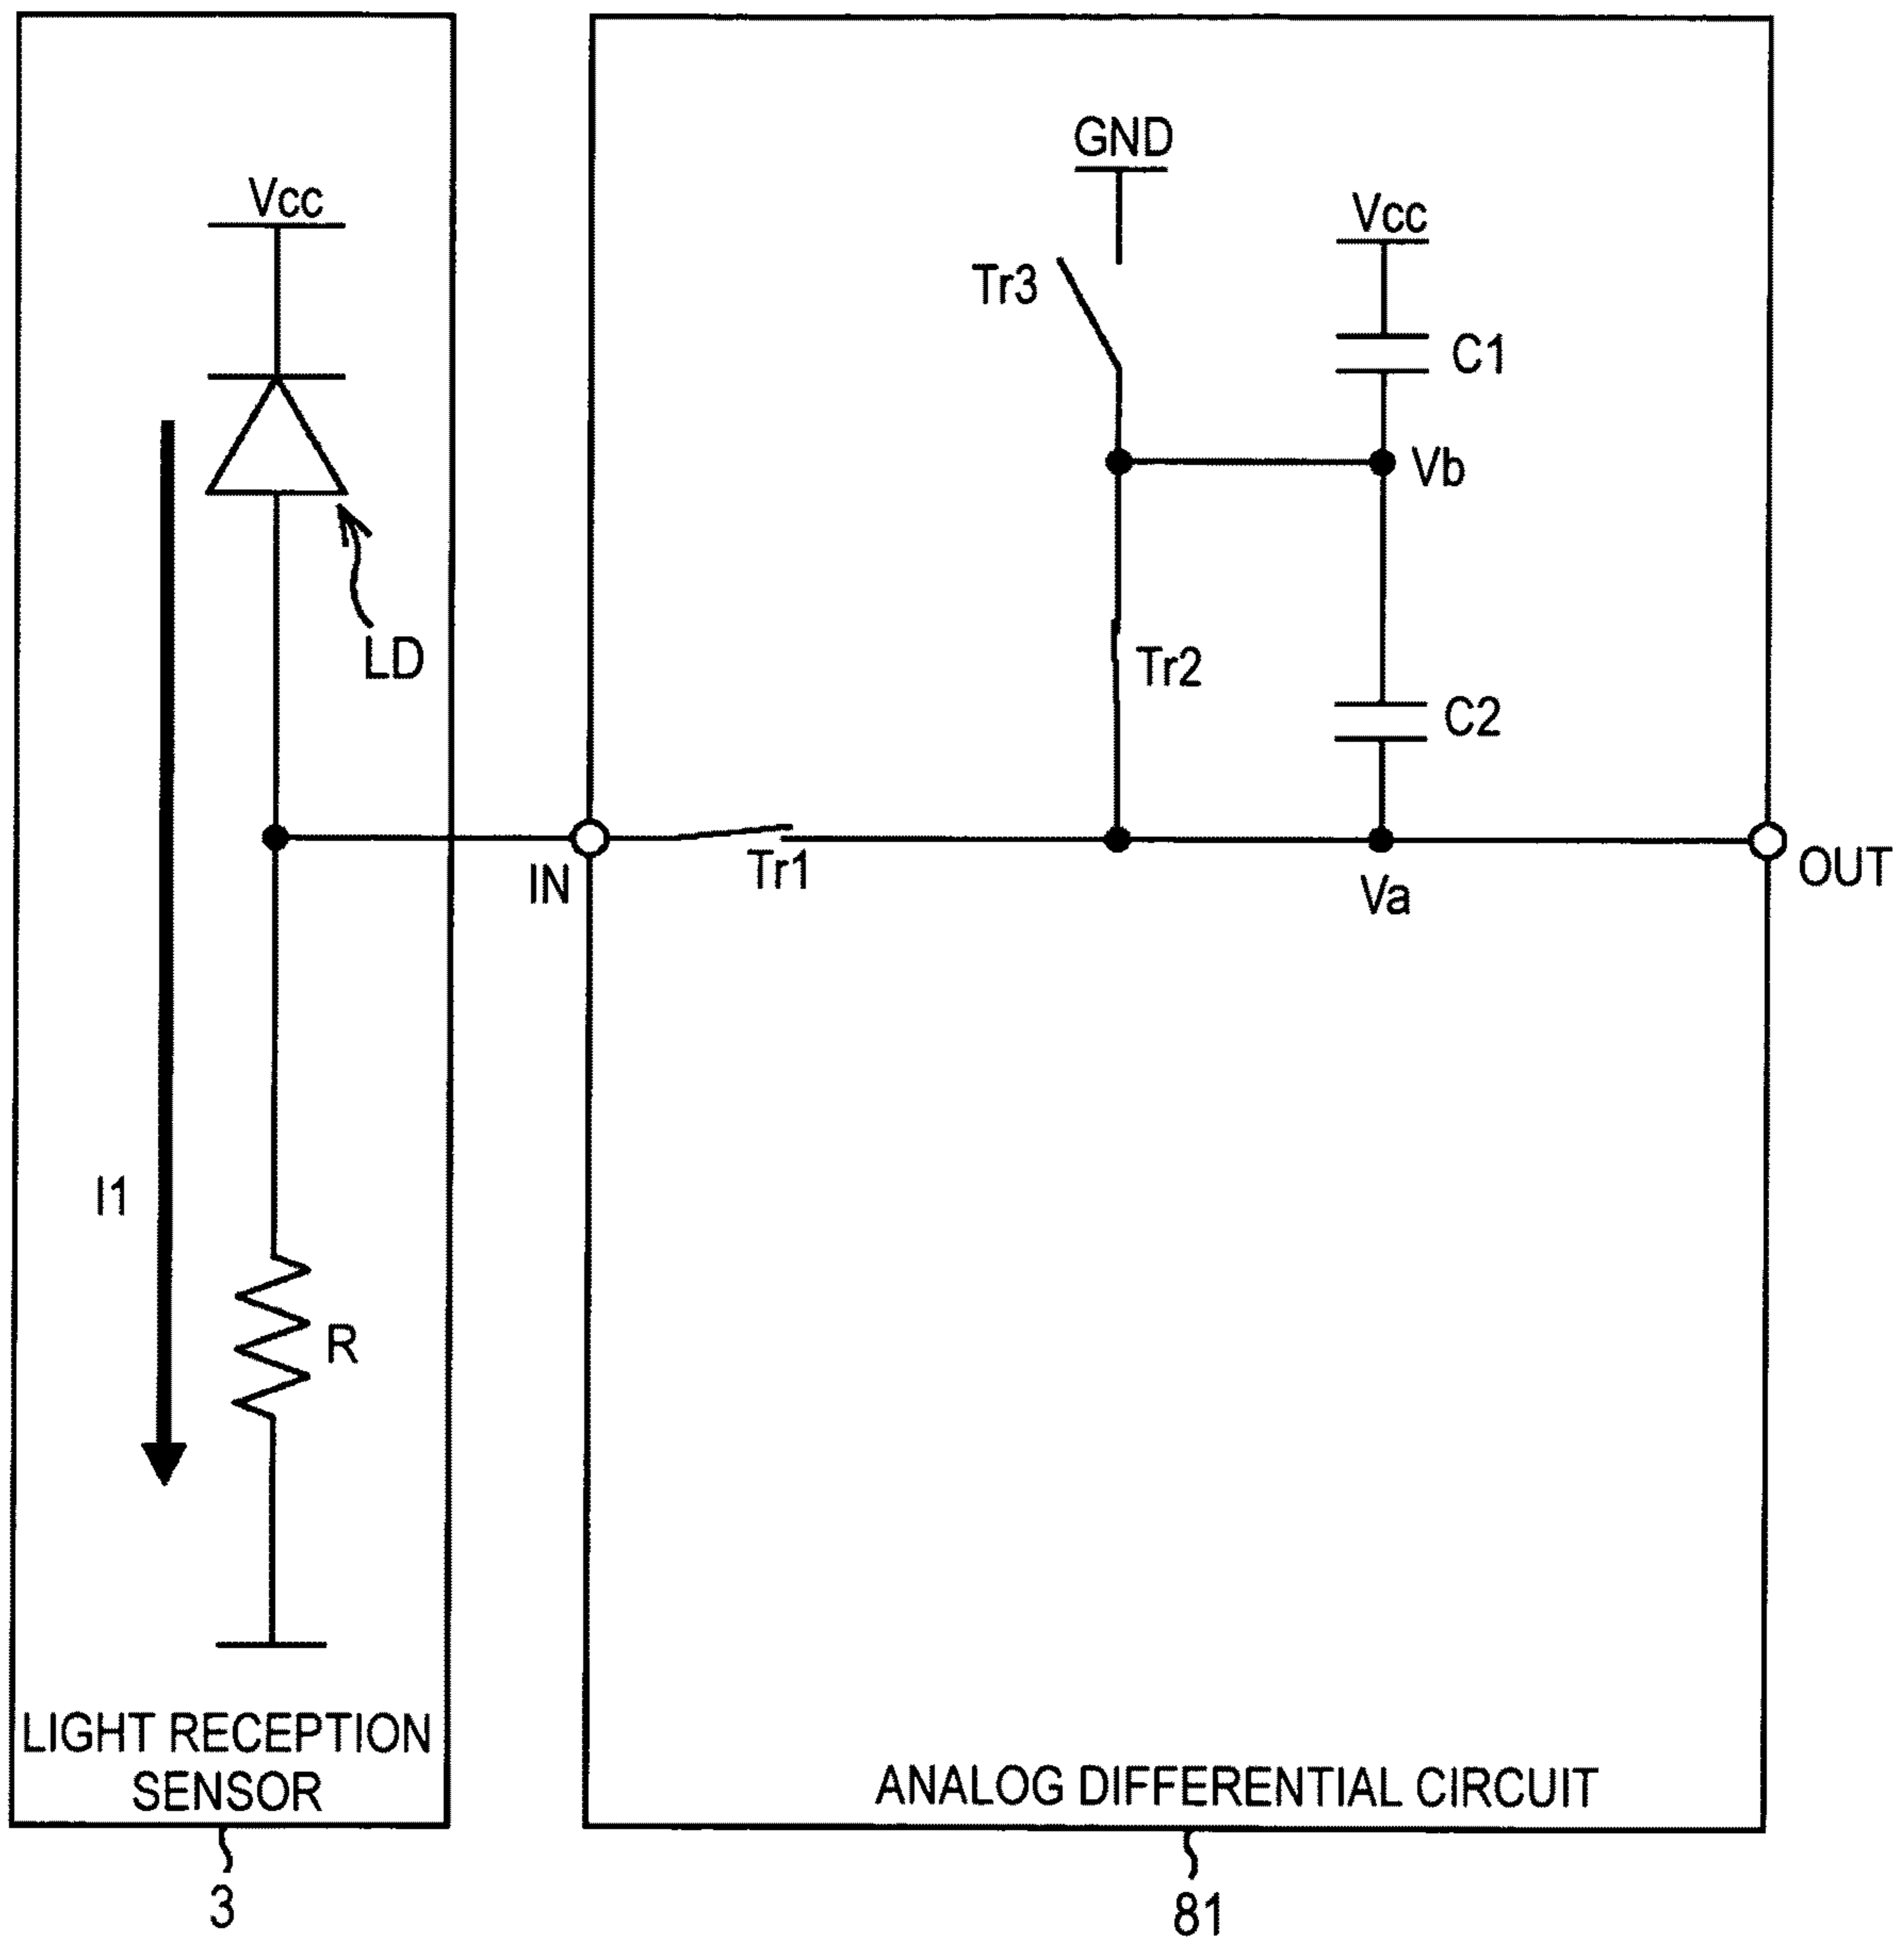 Vcc
LD
I1
R
LIGHT RECEPTION
SENSOR
3
GND
Vcc
Tr3
C1
Vb
Tr2
C2
IN
Tr1
Va
OUT
ANALOG DIFFERENTIAL CIRCUIT
81